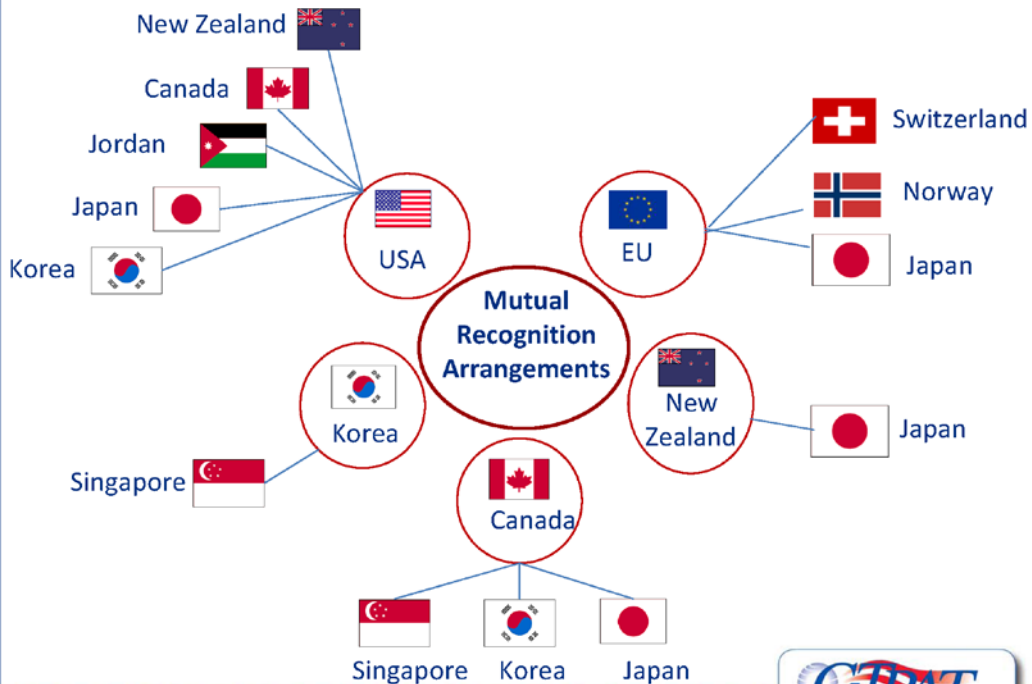 New Zealand
Canada
Jordan
Japan
Korea
USA
EU
Switzerland
Norway
Japan
Mutual
Recognition
Arrangements
Korea
Singapore
New
Zealand
Japan
Canada
Singapore
Korea
Japan